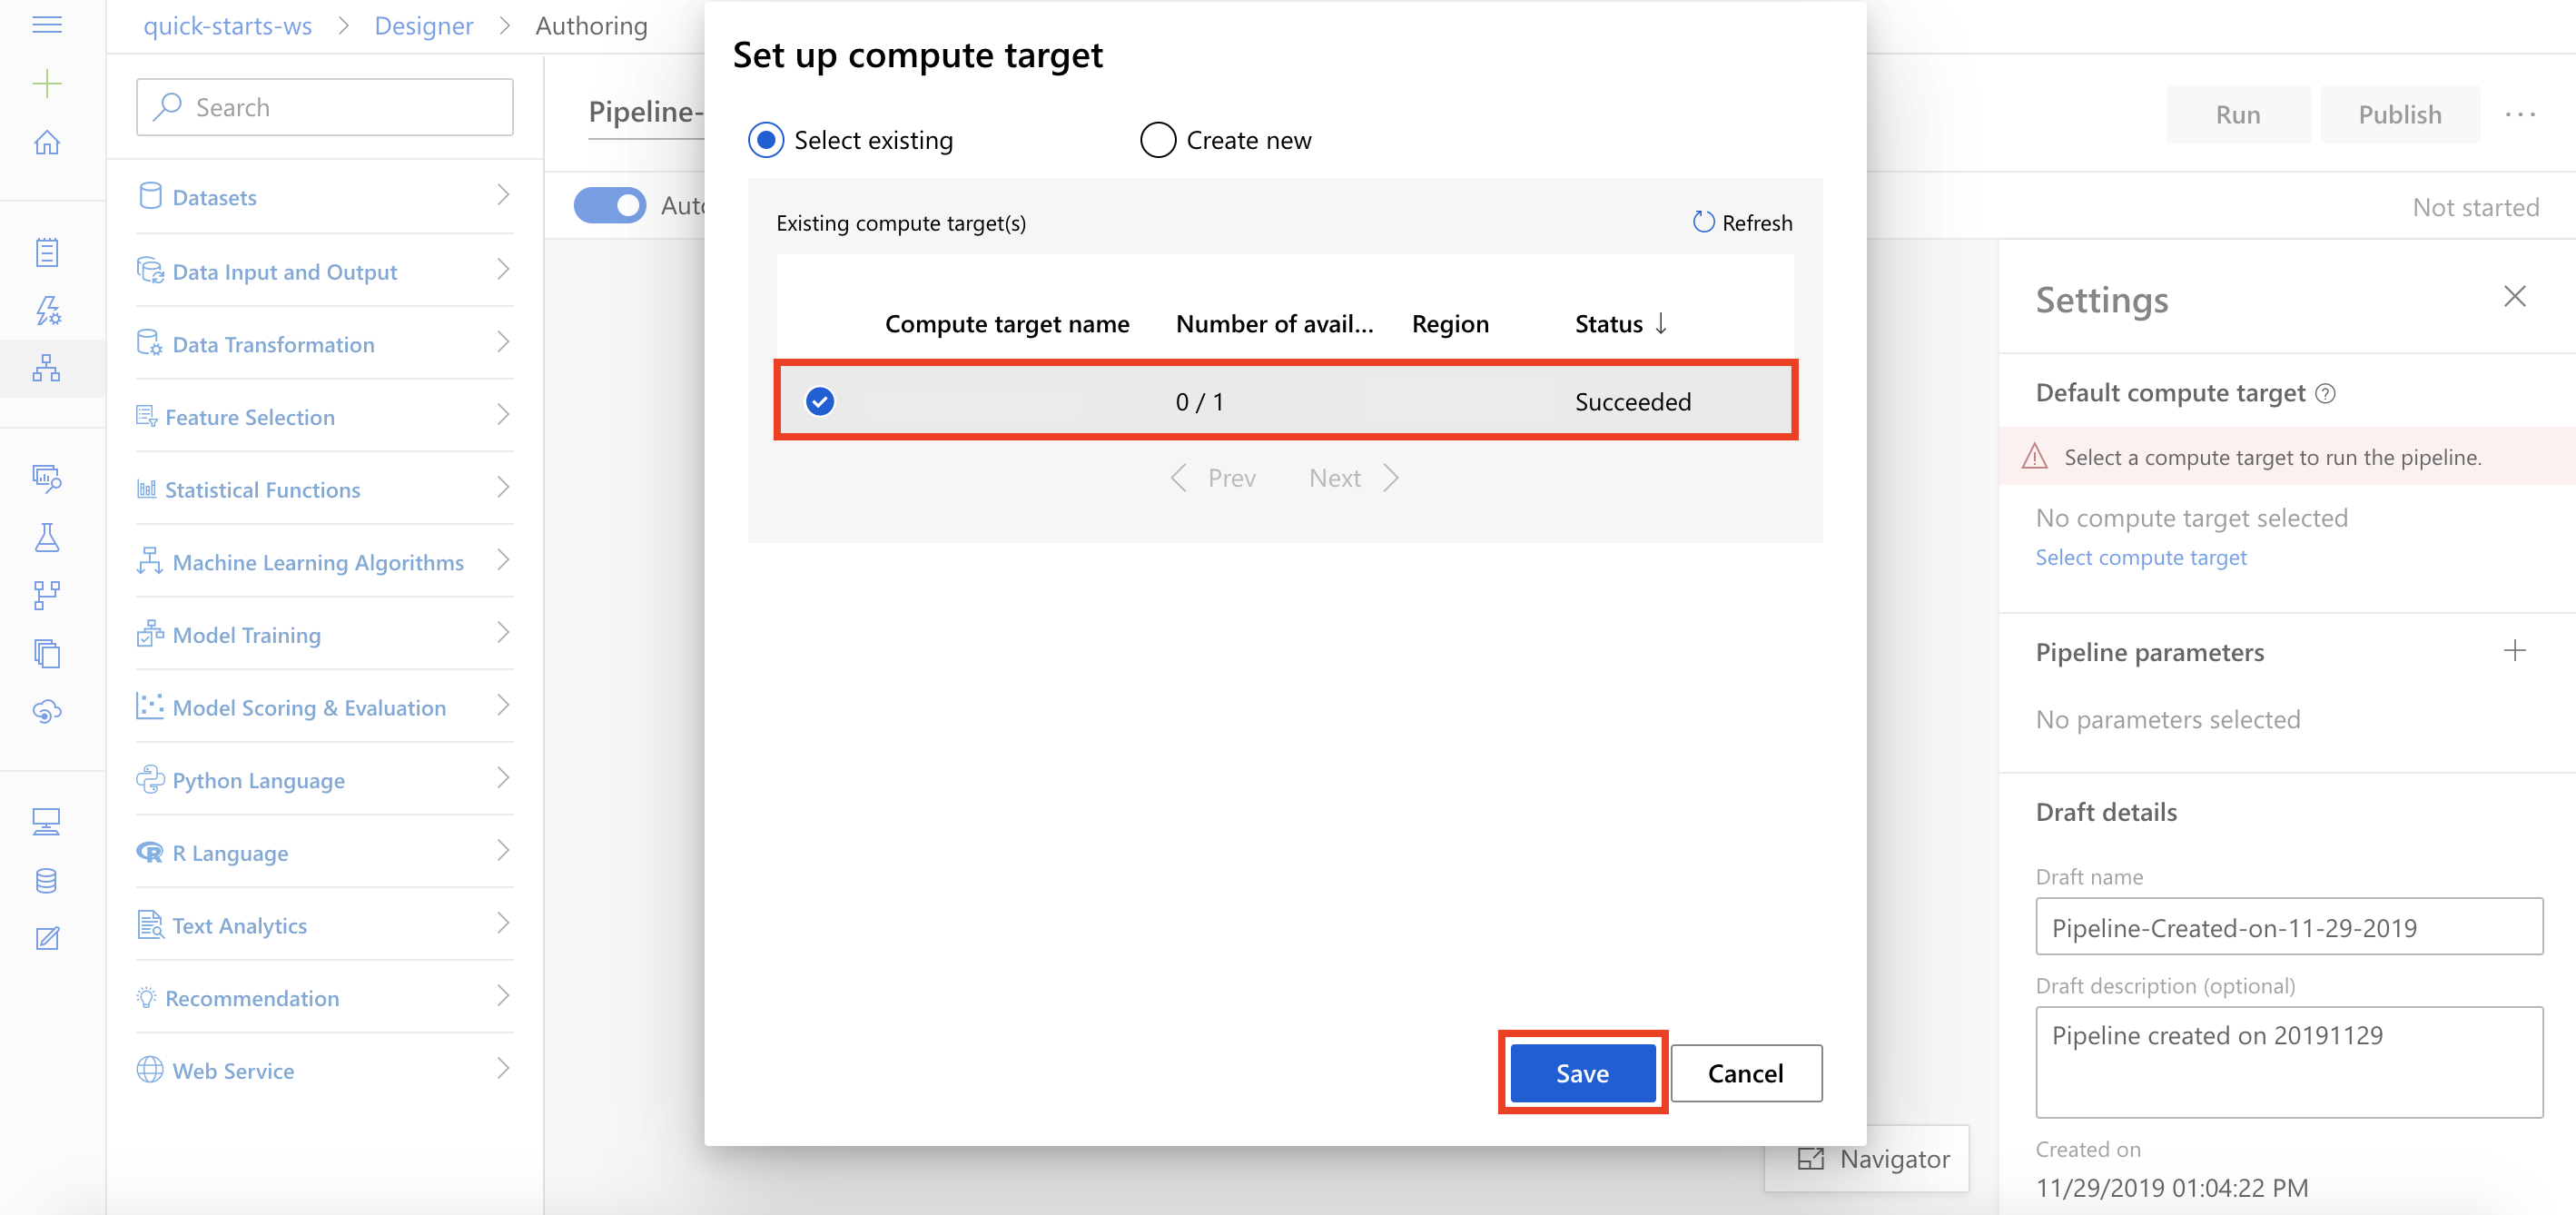 quick-starts-ws > Designer > Authoring
Search
Datasets
Data Input and Output
Data Transformation
Feature Selection
Statistical Functions
Machine Learning Algorithms
Model Training
Model Scoring & Evaluation
Python Language
R Language
Text Analytics
Recommendation
Web Service
Pipeline-
Auto
Set up compute target
Select existing
Create new
Existing compute target(s)
Refresh
Compute target name Number of avail... Region Status ↓
0 / 1 Succeeded
Prev Next
Save Cancel
Navigator
Run Publish ...
Not started
Settings
Default compute target
Select a compute target to run the pipeline.
No compute target selected
Select compute target
Pipeline parameters
No parameters selected
Draft details
Draft name
Pipeline-Created-on-11-29-2019
Draft description (optional)
Pipeline created on 20191129
Created on
11/29/2019 01:04:22 PM